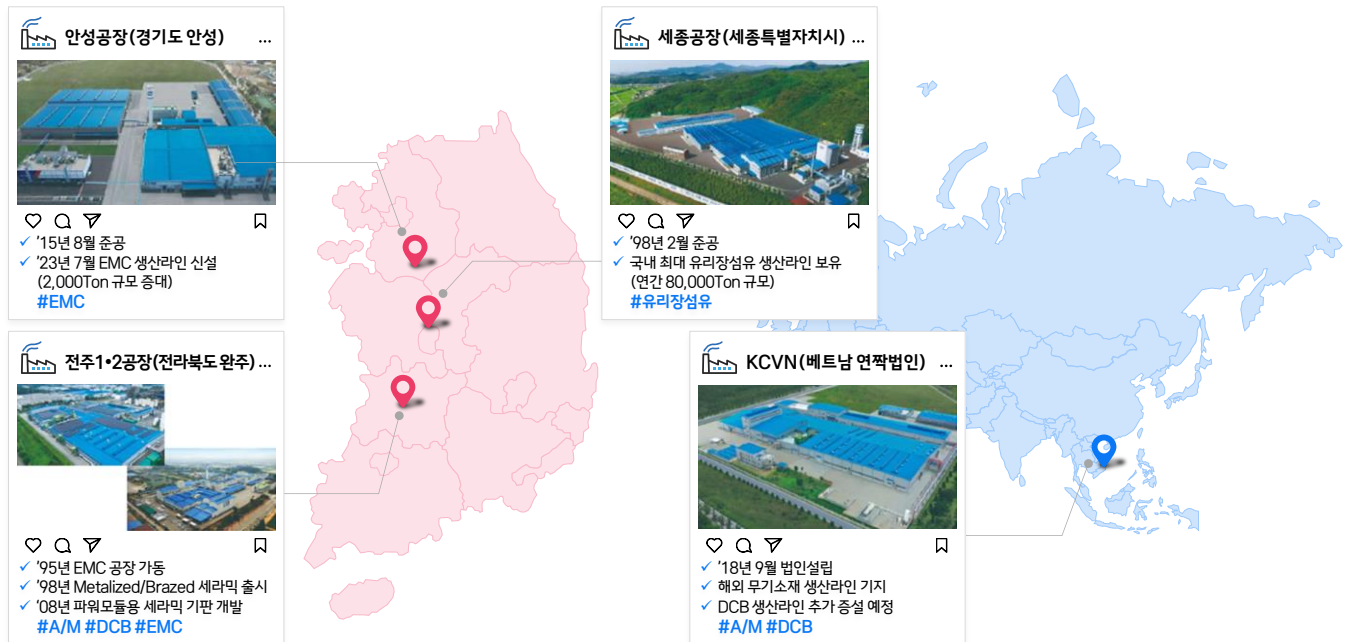 안성공장(경기도 안성) ...
✓ '15년 8월 준공
✓ '23년 7월 EMC 생산라인 신설
(2,000Ton 규모 증대)
#EMC
세종공장(세종특별자치시) ...
✓ '98년 2월 준공
✓ 국내 최대 유리장섬유 생산라인 보유
(연간 80,000Ton 규모)
#유리장섬유
전주1•2공장(전라북도 완주) ...
✓ '95년 EMC 공장 가동
✓ '98년 Metalized/Brazed 세라믹 출시
✓ '08년 파워모듈용 세라믹 기판 개발
#A/M #DCB #EMC
KCVN(베트남 연짝법인) ...
✓ '18년 9월 법인설립
✓ 해외 무기소재 생산라인 기지
✓ DCB 생산라인 추가 증설 예정
#A/M #DCB